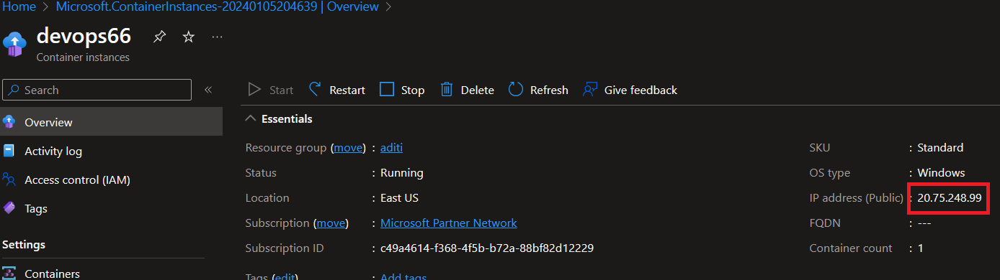 Home > Microsoft.ContainerInstances-20240105204639 | Overview >
devops66
Container instances
Search
Overview
Activity log
Access control (IAM)
Tags
Settings
Containers
Start Restart Stop Delete Refresh Give feedback
Essentials
Resource group (move) : aditi
Status : Running
Location : East US
Subscription (move) : Microsoft Partner Network
Subscription ID : c49a4614-f368-4f5b-b72a-88bf82d12229
Tags (edit) : Add tags
SKU : Standard
OS type : Windows
IP address (Public) : 20.75.248.99
FQDN : ---
Container count : 1